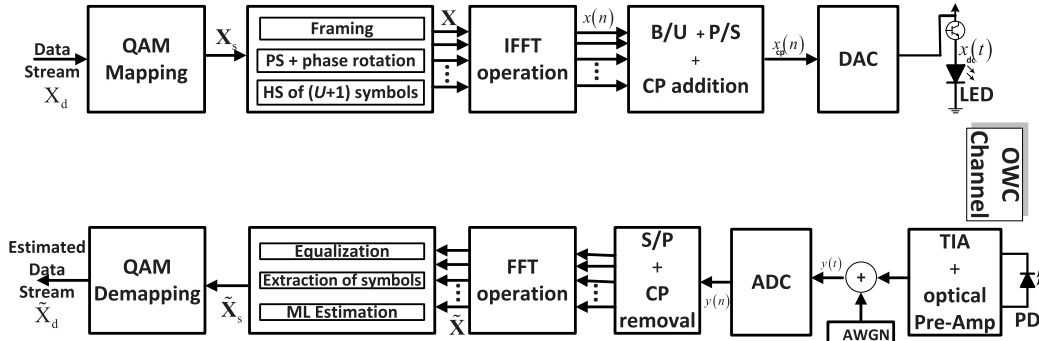 Data
Stream
X_d
QAM
Mapping
X_s
Framing
PS + phase rotation
HS of (U+1) symbols
X
IFFT
operation
x(n)
B/U + P/S
+
CP addition
x_cp(n)
DAC
x_dc(t)
LED
OWC
Channel
Estimated
Data
Stream
X̃_d
QAM
Demapping
X̃_s
Equalization
Extraction of symbols
ML Estimation
X̃
FFT
operation
S/P
+
CP
removal
y(n)
ADC
y(t)
+
AWGN
TIA
+
optical
Pre-Amp
PD